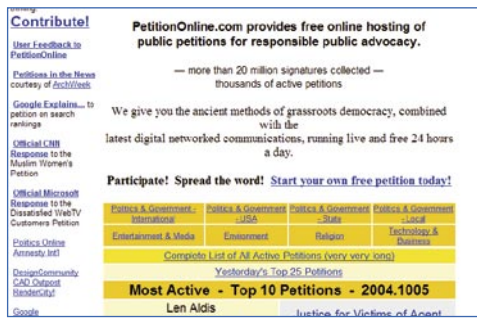 Contribute!
User Feedback to
PetitionOnline
Petitions in the News
courtesy of ArchWeek
Google Explains... to
petition on search
rankings
Official CNN
Response to the
Muslim Women's
Petition
Official Microsoft
Response to the
Dissatisfied WebTV
Customers Petition
Politics Online
Amnesty Int'l
DesignCommunity
CAD Outpost
RenderCity!
Google
PetitionOnline.com provides free online hosting of
public petitions for responsible public advocacy.
— more than 20 million signatures collected —
thousands of active petitions
We give you the ancient methods of grassroots democracy, combined
with the
latest digital networked communications, running live and free 24 hours
a day.
Participate! Spread the word! Start your own free petition today!
Politics & Government - International
Politics & Government - USA
Politics & Government - State
Politics & Government - Local
Entertainment & Media
Environment
Religion
Technology & Business
Complete List of All Active Petitions (very very long)
Yesterday's Top 25 Petitions
Most Active - Top 10 Petitions - 2004.1005
Len Aldis
Justice for Victims of Agent